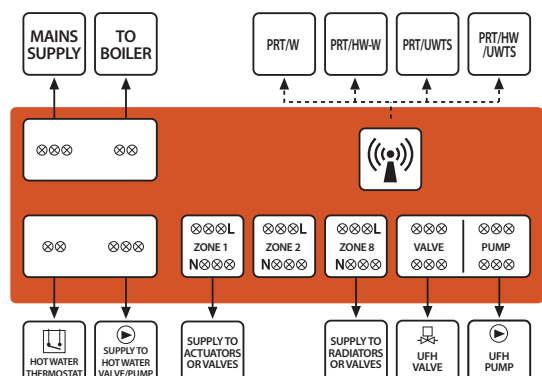 MAINS
SUPPLY
TO
BOILER
PRT/W
PRT/HW-W
PRT/UWTS
PRT/HW
/UWTS
L
ZONE 1
N
L
ZONE 2
N
L
ZONE 8
N
VALVE
PUMP
HOT WATER
THERMOSTAT
SUPPLY TO
HOT WATER
VALVE/PUMP
SUPPLY TO
ACTUATORS
OR VALVES
SUPPLY TO
RADIATORS
OR VALVES
UFH
VALVE
UFH
PUMP